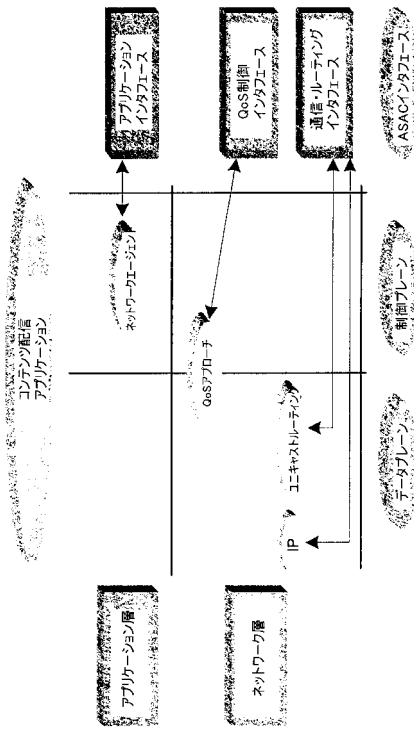 コンテンツ配信
アプリケーション
アプリケーション層
ネットワークエージェント
アプリケーション
インタフェース
ネットワーク層
QoSアプローチ
QoS制御
インタフェース
IP
ユニキャストルーティング
通信・ルーティング
インタフェース
データプレーン
制御プレーン
ASACインタフェース